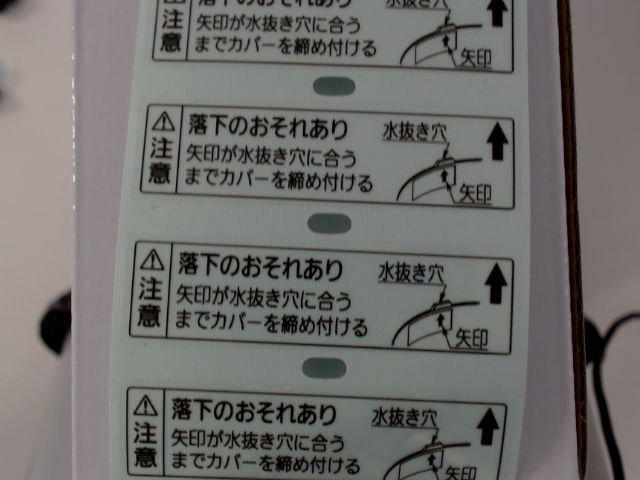 注意
落下のおそれあり
矢印が水抜き穴に合う
までカバーを締め付ける
水抜き穴
矢印
注意
落下のおそれあり
矢印が水抜き穴に合う
までカバーを締め付ける
水抜き穴
矢印
注意
落下のおそれあり
矢印が水抜き穴に合う
までカバーを締め付ける
水抜き穴
矢印
注意
落下のおそれあり
矢印が水抜き穴に合う
までカバーを締め付ける
水抜き穴
矢印